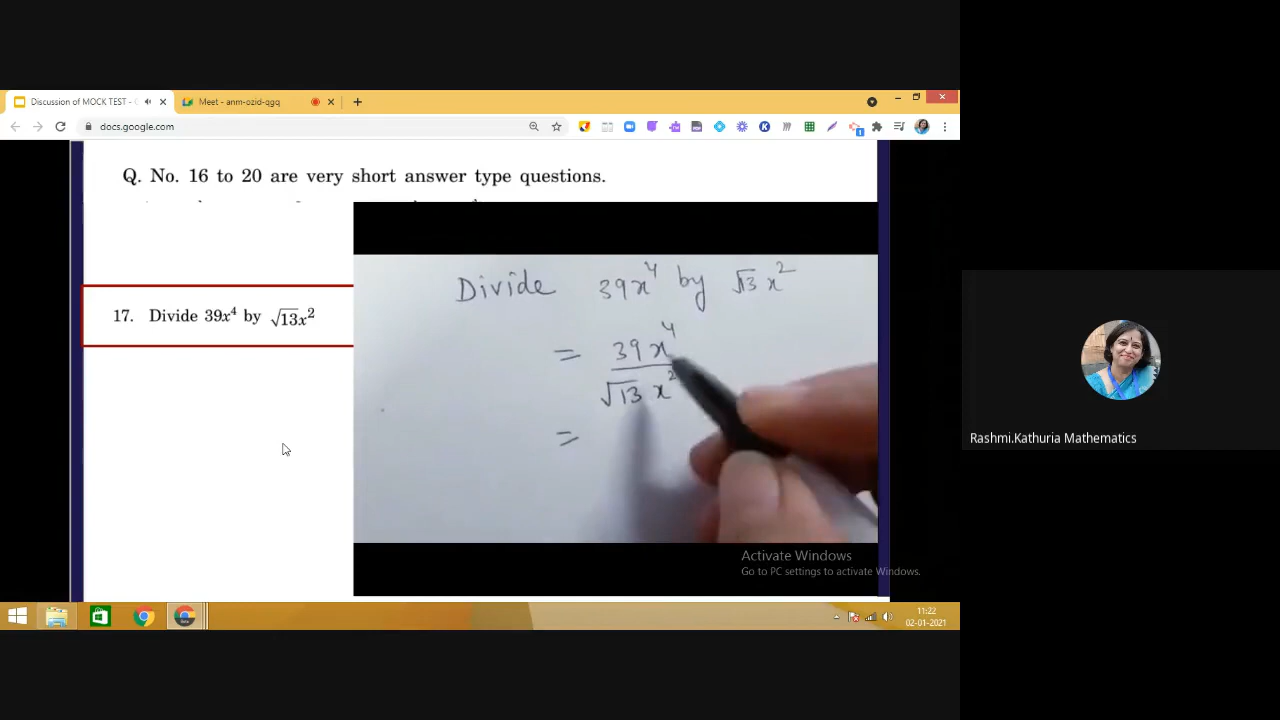 Discussion of MOCK TEST -
Meet - anm-ozid-qgq
docs.google.com
Q. No. 16 to 20 are very short answer type questions.
17. Divide 39x⁴ by √13x²
Divide 39x⁴ by √13 x²
= 39x⁴
√13 x²
=
Rashmi.Kathuria Mathematics
Activate Windows
Go to PC settings to activate Windows.
11:22
02-01-2021